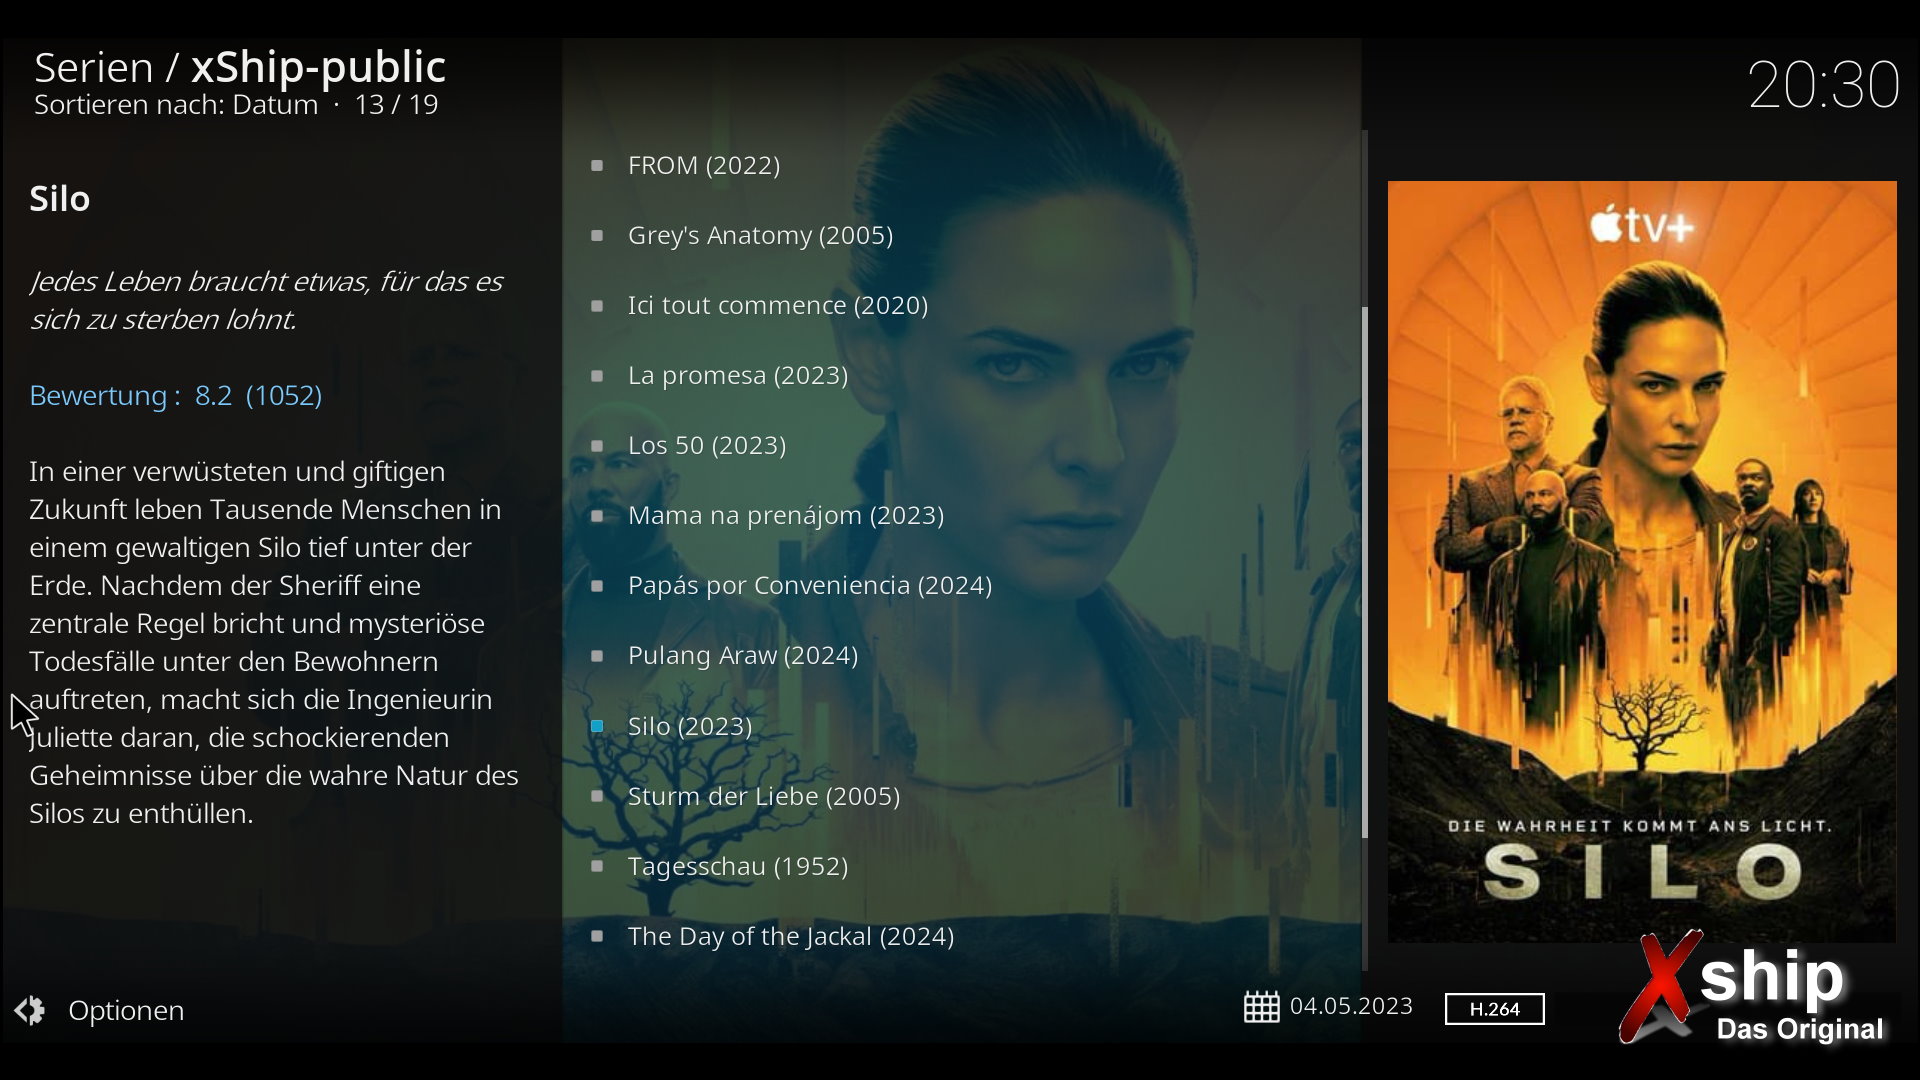 Serien / xShip-public
Sortieren nach: Datum · 13 / 19
20:30
Silo
Jedes Leben braucht etwas, für das es
sich zu sterben lohnt.
Bewertung : 8.2 (1052)
In einer verwüsteten und giftigen
Zukunft leben Tausende Menschen in
einem gewaltigen Silo tief unter der
Erde. Nachdem der Sheriff eine
zentrale Regel bricht und mysteriöse
Todesfälle unter den Bewohnern
auftreten, macht sich die Ingenieurin
Juliette daran, die schockierenden
Geheimnisse über die wahre Natur des
Silos zu enthüllen.
FROM (2022)
Grey's Anatomy (2005)
Ici tout commence (2020)
La promesa (2023)
Los 50 (2023)
Mama na prenájom (2023)
Papás por Conveniencia (2024)
Pulang Araw (2024)
Silo (2023)
Sturm der Liebe (2005)
Tagesschau (1952)
The Day of the Jackal (2024)
tv+
DIE WAHRHEIT KOMMT ANS LICHT.
SILO
Optionen
04.05.2023
H.264
Xship
Das Original